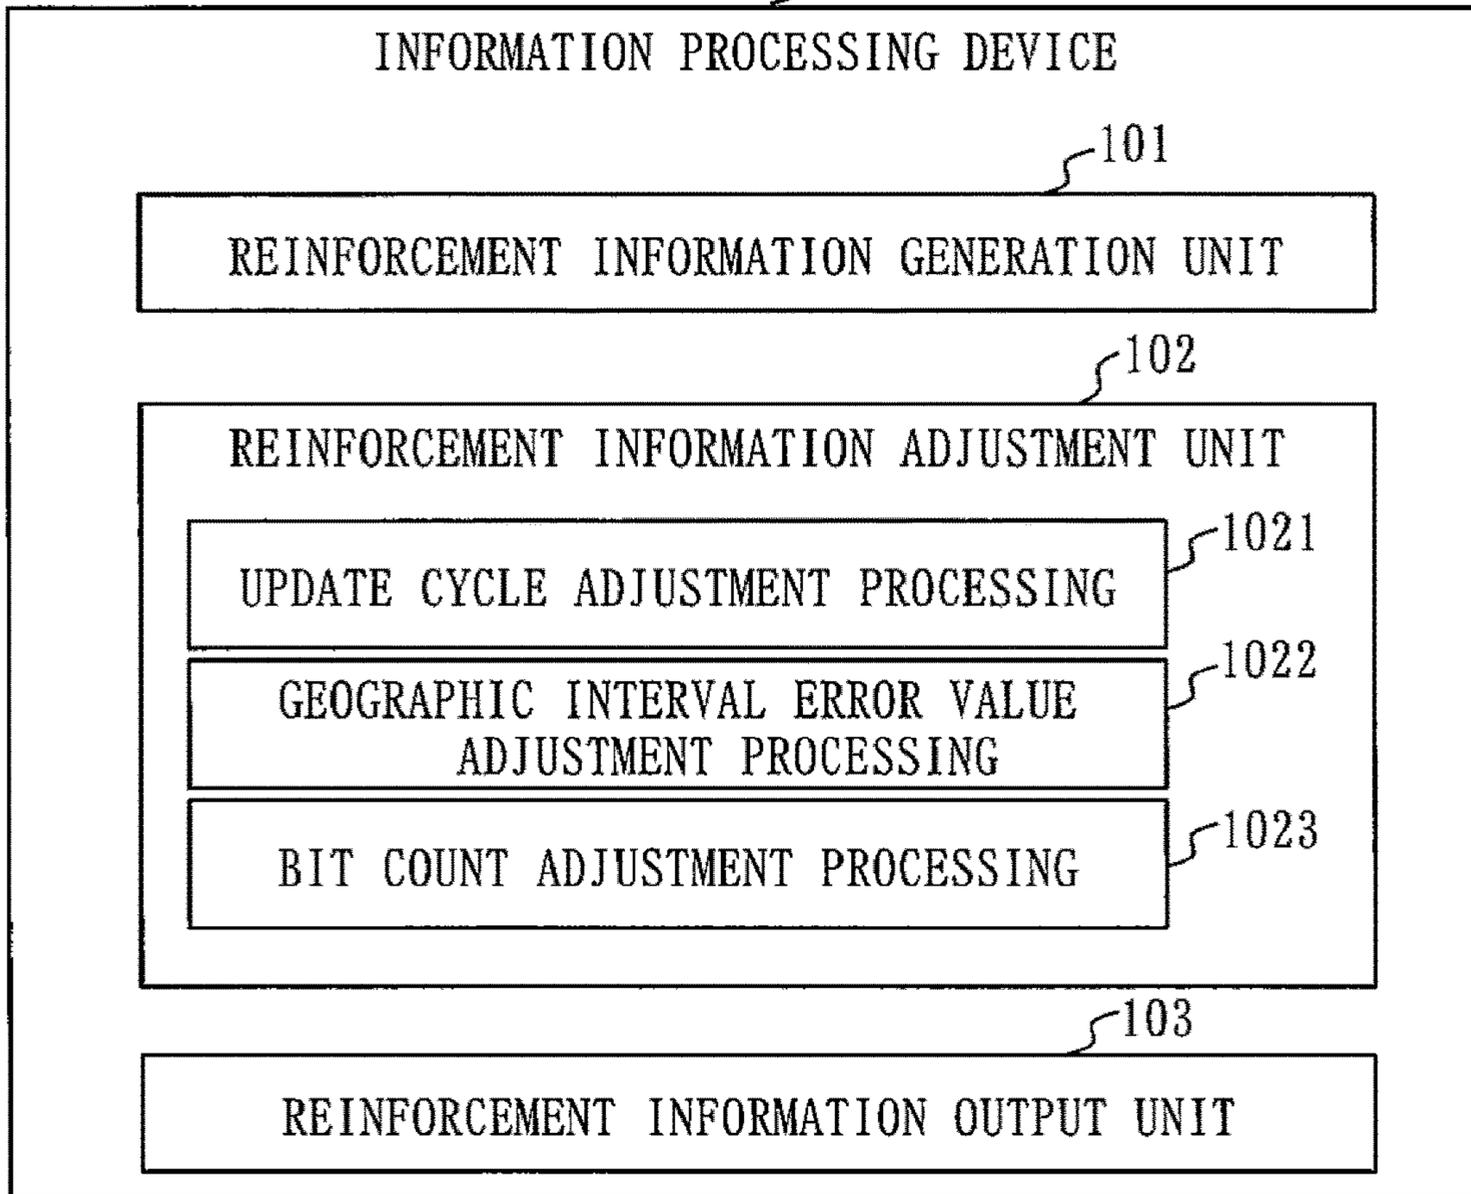 INFORMATION PROCESSING DEVICE
101
REINFORCEMENT INFORMATION GENERATION UNIT
102
REINFORCEMENT INFORMATION ADJUSTMENT UNIT
1021
UPDATE CYCLE ADJUSTMENT PROCESSING
1022
GEOGRAPHIC INTERVAL ERROR VALUE
ADJUSTMENT PROCESSING
1023
BIT COUNT ADJUSTMENT PROCESSING
103
REINFORCEMENT INFORMATION OUTPUT UNIT